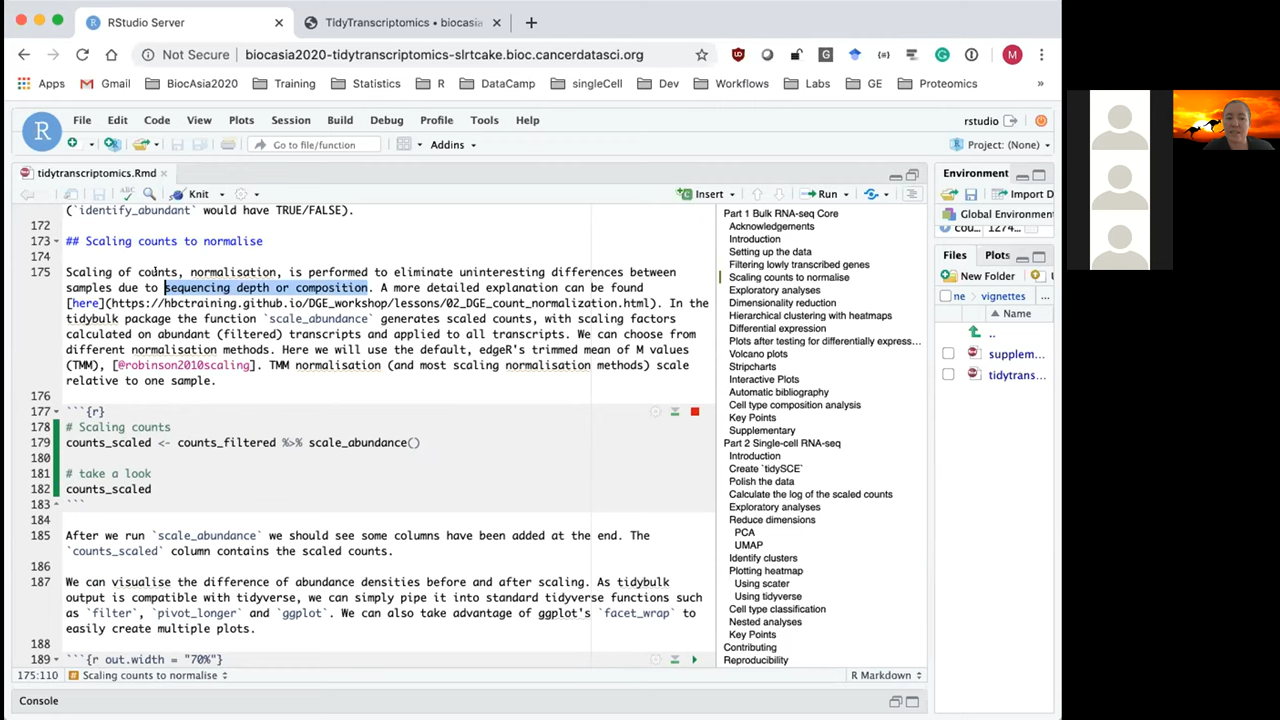 RStudio Server
TidyTranscriptomics • biocasia
Not Secure
biocasia2020-tidytranscriptomics-slrtcake.bioc.cancerdatasci.org
M
Apps
Gmail
BiocAsia2020
Training
Statistics
R
DataCamp
singleCell
Dev
Workflows
Labs
GE
Proteomics
»
R
File
Edit
Code
View
Plots
Session
Build
Debug
Profile
Tools
Help
rstudio
Go to file/function
Addins
Project: (None)
tidytranscriptomics.Rmd
Knit
Insert
Run
(`identify_abundant` would have TRUE/FALSE).
172
173 ## Scaling counts to normalise
174
175 Scaling of counts, normalisation, is performed to eliminate uninteresting differences between
samples due to sequencing depth or composition. A more detailed explanation can be found
[here](https://hbctraining.github.io/DGE_workshop/lessons/02_DGE_count_normalization.html). In the
tidybulk package the function `scale_abundance` generates scaled counts, with scaling factors
calculated on abundant (filtered) transcripts and applied to all transcripts. We can choose from
different normalisation methods. Here we will use the default, edgeR's trimmed mean of M values
(TMM), [@robinson2010scaling]. TMM normalisation (and most scaling normalisation methods) scale
relative to one sample.
176
177 ```{r}
178 # Scaling counts
179 counts_scaled <- counts_filtered %>% scale_abundance()
180
181 # take a look
182 counts_scaled
183 ```
184
185 After we run `scale_abundance` we should see some columns have been added at the end. The
`counts_scaled` column contains the scaled counts.
186
187 We can visualise the difference of abundance densities before and after scaling. As tidybulk
output is compatible with tidyverse, we can simply pipe it into standard tidyverse functions such
as `filter`, `pivot_longer` and `ggplot`. We can also take advantage of ggplot's `facet_wrap` to
easily create multiple plots.
188
189 ```{r out.width = "70%"}
175:110
Scaling counts to normalise
R Markdown
Console
Part 1 Bulk RNA-seq Core
Acknowledgements
Introduction
Setting up the data
Filtering lowly transcribed genes
Scaling counts to normalise
Exploratory analyses
Dimensionality reduction
Hierarchical clustering with heatmaps
Differential expression
Plots after testing for differentially express...
Volcano plots
Stripcharts
Interactive Plots
Automatic bibliography
Cell type composition analysis
Key Points
Supplementary
Part 2 Single-cell RNA-seq
Introduction
Create `tidySCE`
Polish the data
Calculate the log of the scaled counts
Exploratory analyses
Reduce dimensions
PCA
UMAP
Identify clusters
Plotting heatmap
Using scater
Using tidyverse
Cell type classification
Nested analyses
Key Points
Contributing
Reproducibility
Environment
Import D
Global Environment
cou... 1274...
Files
Plots
New Folder
ne
vignettes
...
Name
..
supplem...
tidytrans...